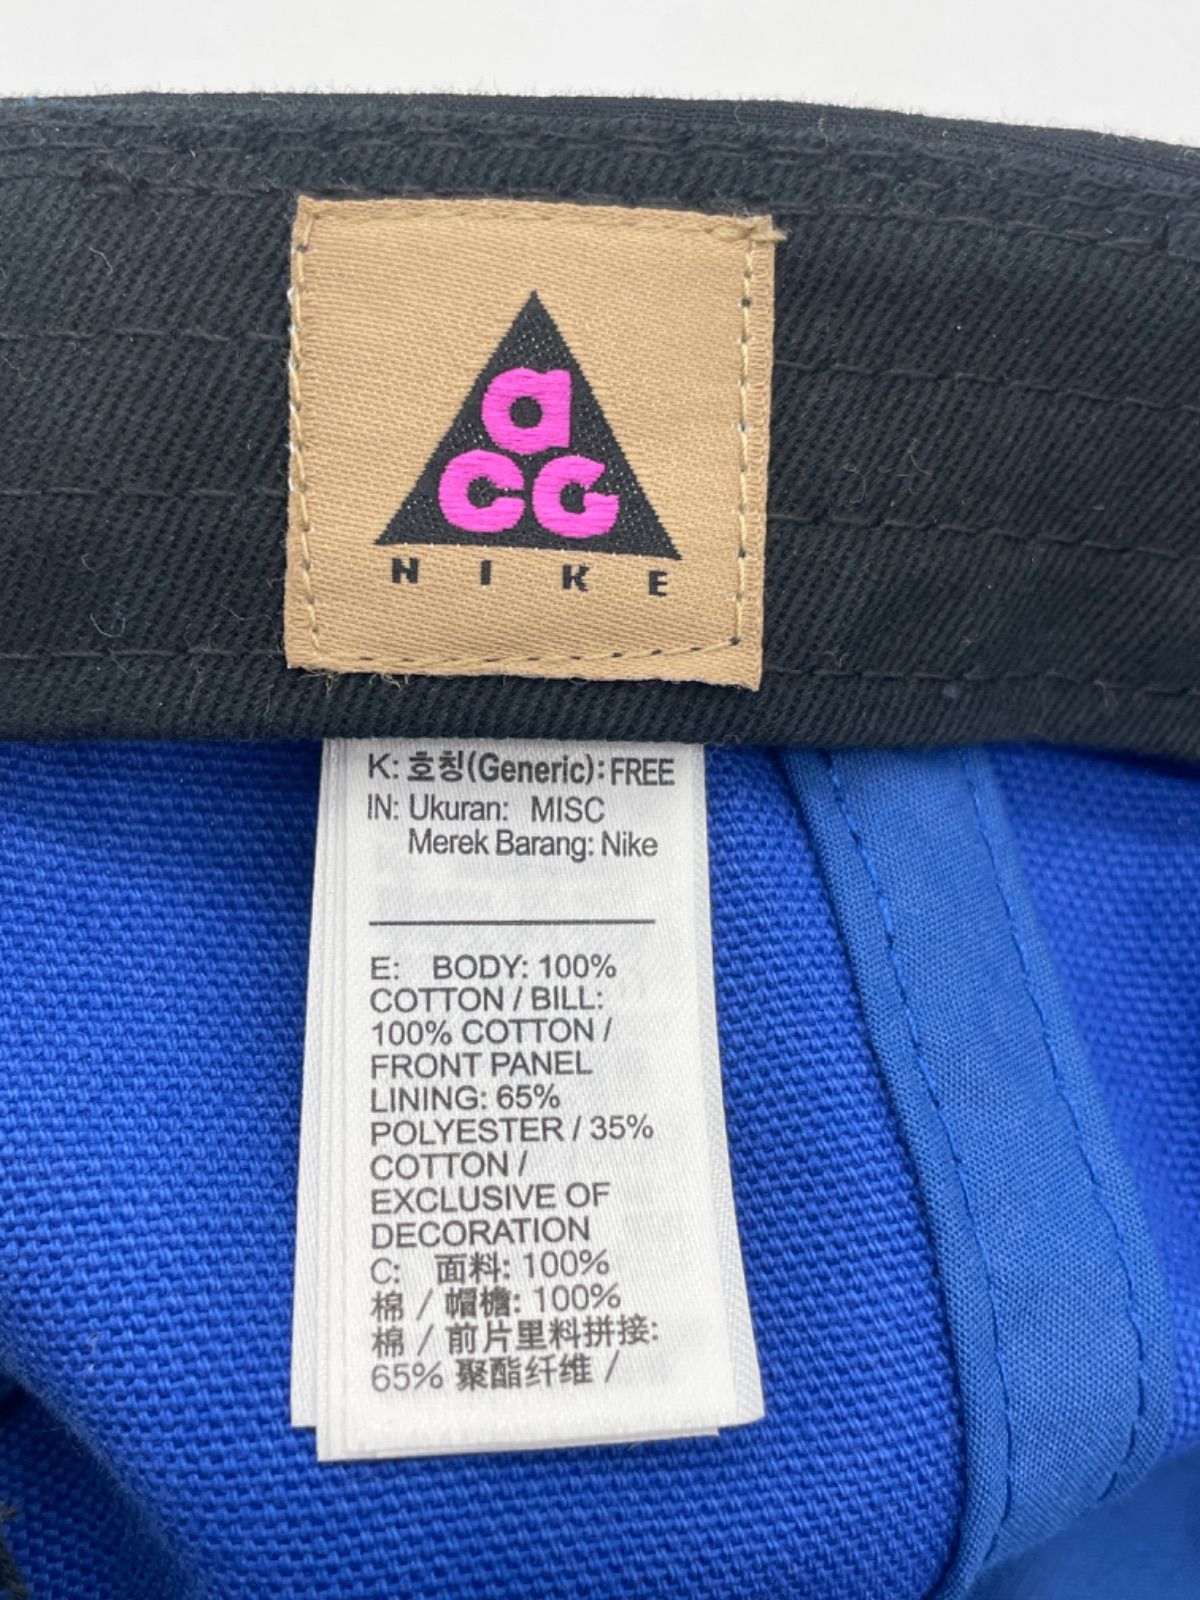 a
CG
NIKE
K: 호칭(Generic): FREE
IN: Ukuran: MISC
Merek Barang: Nike
E: BODY: 100%
COTTON / BILL:
100% COTTON /
FRONT PANEL
LINING: 65%
POLYESTER / 35%
COTTON /
EXCLUSIVE OF
DECORATION
C: 面料: 100%
棉 / 帽檐: 100%
棉 / 前片里料拼接:
65% 聚酯纤维 /